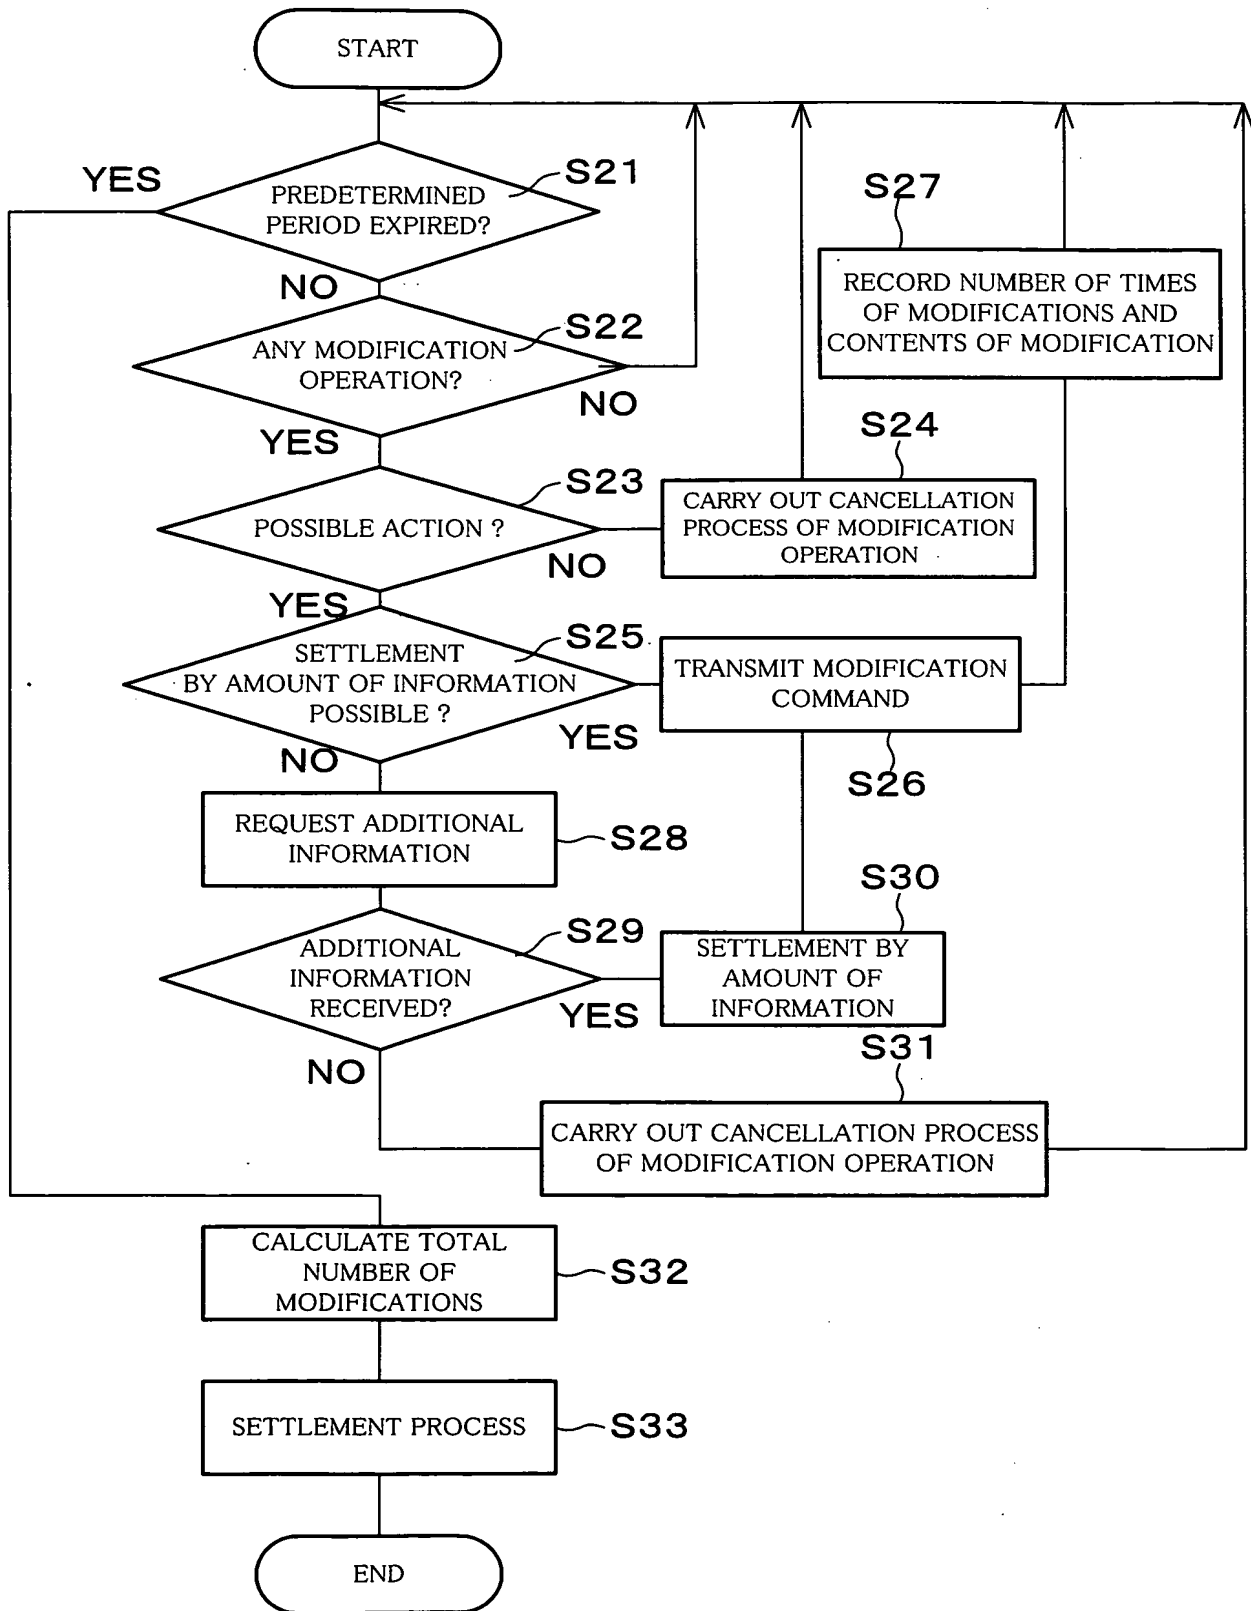 START
YES
PREDETERMINED
PERIOD EXPIRED?
S21
NO
S27
RECORD NUMBER OF TIMES
OF MODIFICATIONS AND
CONTENTS OF MODIFICATION
ANY MODIFICATION
OPERATION?
S22
NO
YES
S24
CARRY OUT CANCELLATION
PROCESS OF MODIFICATION
OPERATION
POSSIBLE ACTION ?
S23
NO
YES
SETTLEMENT
BY AMOUNT OF INFORMATION
POSSIBLE ?
S25
YES
NO
TRANSMIT MODIFICATION
COMMAND
S26
REQUEST ADDITIONAL
INFORMATION
S28
S30
ADDITIONAL
INFORMATION
RECEIVED?
S29
YES
SETTLEMENT BY
AMOUNT OF
INFORMATION
NO
S31
CARRY OUT CANCELLATION PROCESS
OF MODIFICATION OPERATION
CALCULATE TOTAL
NUMBER OF
MODIFICATIONS
S32
SETTLEMENT PROCESS
S33
END